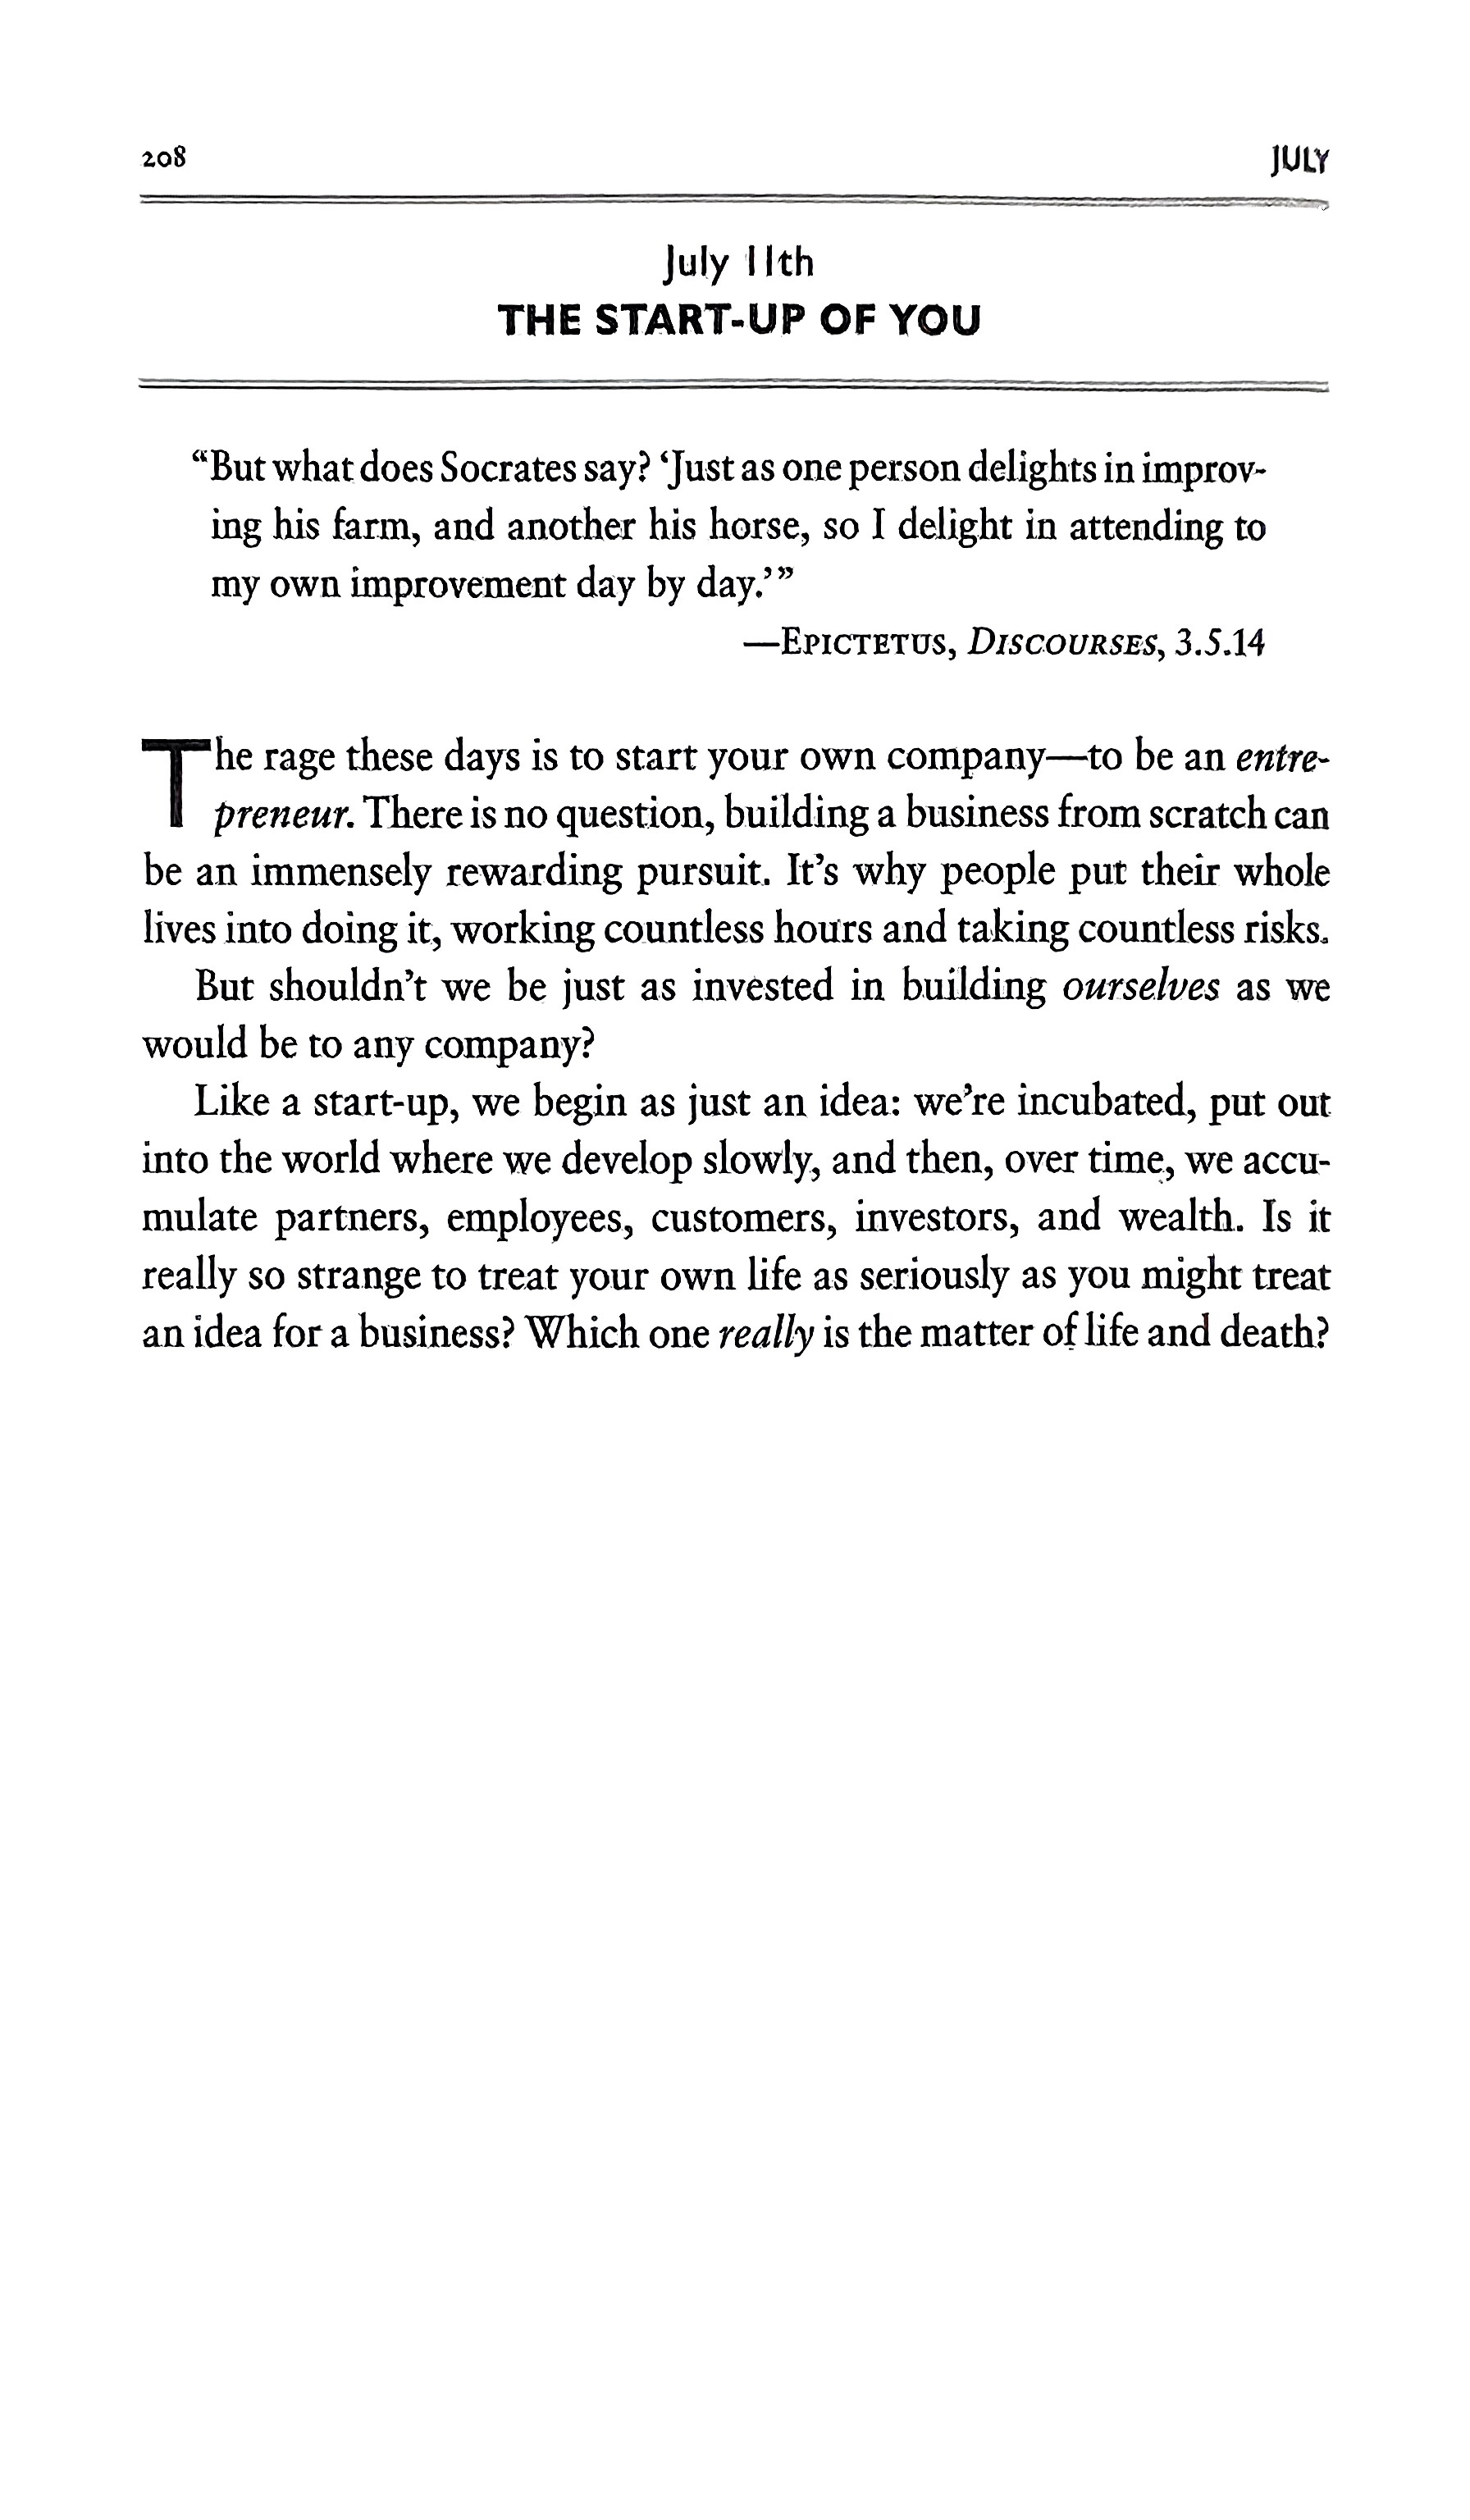 208 JULY
July 11th
THE START-UP OF YOU
“But what does Socrates say? ‘Just as one person delights in improv-
ing his farm, and another his horse, so I delight in attending to
my own improvement day by day.’”
—EPICTETUS, DISCOURSES, 3.5.14
The rage these days is to start your own company—to be an entre-
preneur. There is no question, building a business from scratch can
be an immensely rewarding pursuit. It’s why people put their whole
lives into doing it, working countless hours and taking countless risks.
But shouldn’t we be just as invested in building ourselves as we
would be to any company?
Like a start-up, we begin as just an idea: we’re incubated, put out
into the world where we develop slowly, and then, over time, we accu-
mulate partners, employees, customers, investors, and wealth. Is it
really so strange to treat your own life as seriously as you might treat
an idea for a business? Which one really is the matter of life and death?